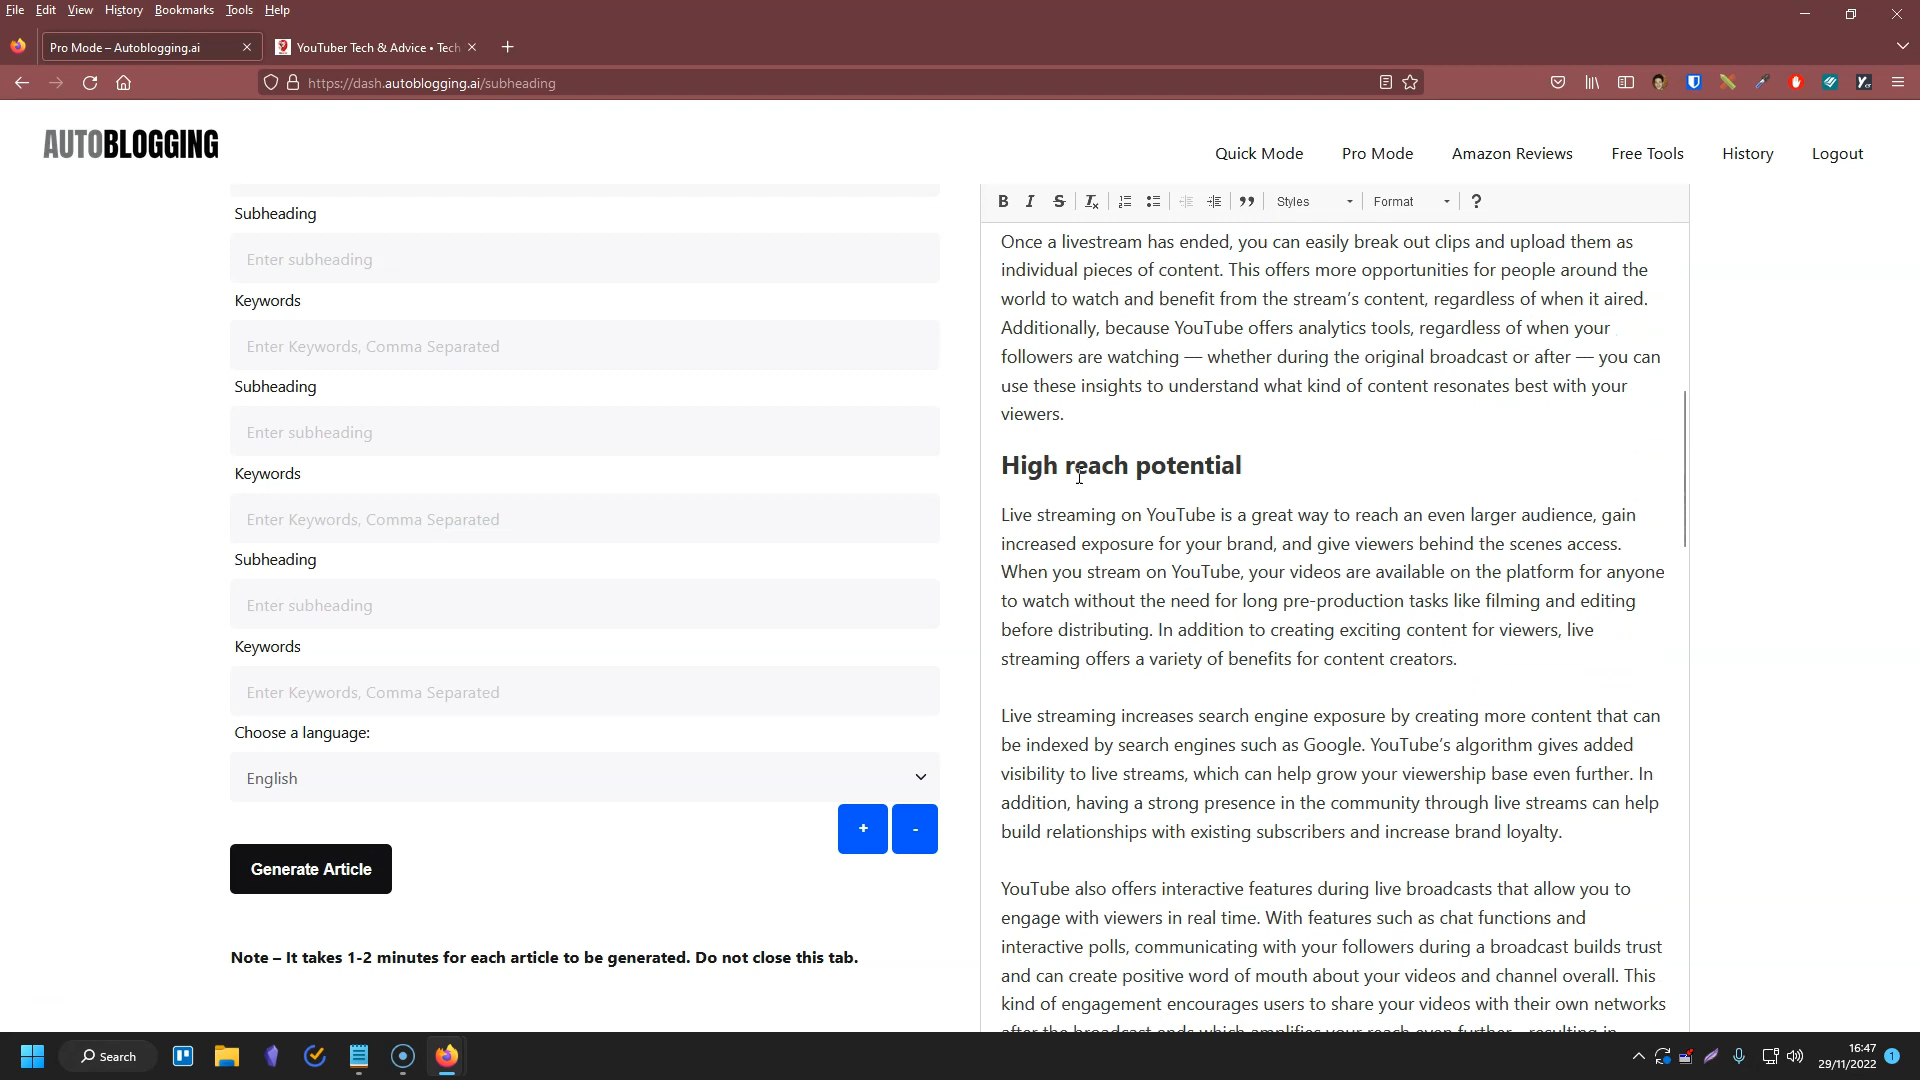 File Edit View History Bookmarks Tools Help
Pro Mode – Autoblogging.ai
YouTuber Tech & Advice • Tech
https://dash.autoblogging.ai/subheading
AUTOBLOGGING
Quick Mode Pro Mode Amazon Reviews Free Tools History Logout
Subheading
Enter subheading
Keywords
Enter Keywords, Comma Separated
Subheading
Enter subheading
Keywords
Enter Keywords, Comma Separated
Subheading
Enter subheading
Keywords
Enter Keywords, Comma Separated
Choose a language:
English
+ -
Generate Article
Note – It takes 1-2 minutes for each article to be generated. Do not close this tab.
B I S Tx Styles Format ?
Once a livestream has ended, you can easily break out clips and upload them as
individual pieces of content. This offers more opportunities for people around the
world to watch and benefit from the stream’s content, regardless of when it aired.
Additionally, because YouTube offers analytics tools, regardless of when your
followers are watching — whether during the original broadcast or after — you can
use these insights to understand what kind of content resonates best with your
viewers.
High reach potential
Live streaming on YouTube is a great way to reach an even larger audience, gain
increased exposure for your brand, and give viewers behind the scenes access.
When you stream on YouTube, your videos are available on the platform for anyone
to watch without the need for long pre-production tasks like filming and editing
before distributing. In addition to creating exciting content for viewers, live
streaming offers a variety of benefits for content creators.
Live streaming increases search engine exposure by creating more content that can
be indexed by search engines such as Google. YouTube’s algorithm gives added
visibility to live streams, which can help grow your viewership base even further. In
addition, having a strong presence in the community through live streams can help
build relationships with existing subscribers and increase brand loyalty.
YouTube also offers interactive features during live broadcasts that allow you to
engage with viewers in real time. With features such as chat functions and
interactive polls, communicating with your followers during a broadcast builds trust
and can create positive word of mouth about your videos and channel overall. This
kind of engagement encourages users to share your videos with their own networks
after the broadcast ends which amplifies your reach even further – resulting in
Search
16:47
29/11/2022
1